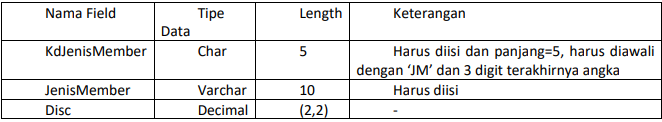 Nama Field Tipe Data Length Keterangan
KdJenisMember Char 5 Harus diisi dan panjang=5, harus diawali
dengan ‘JM’ dan 3 digit terakhirnya angka
JenisMember Varchar 10 Harus diisi
Disc Decimal (2,2) -